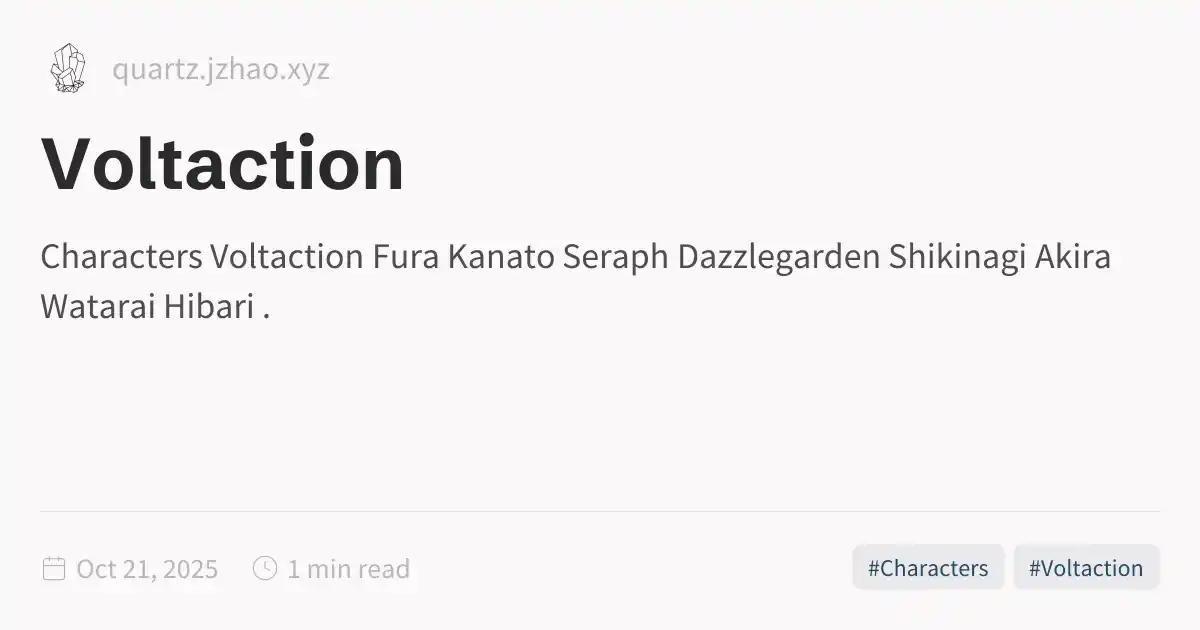 quartz.jzhao.xyz
Voltaction
Characters Voltaction Fura Kanato Seraph Dazzlegarden Shikinagi Akira
Watarai Hibari .
Oct 21, 2025 1 min read #Characters #Voltaction